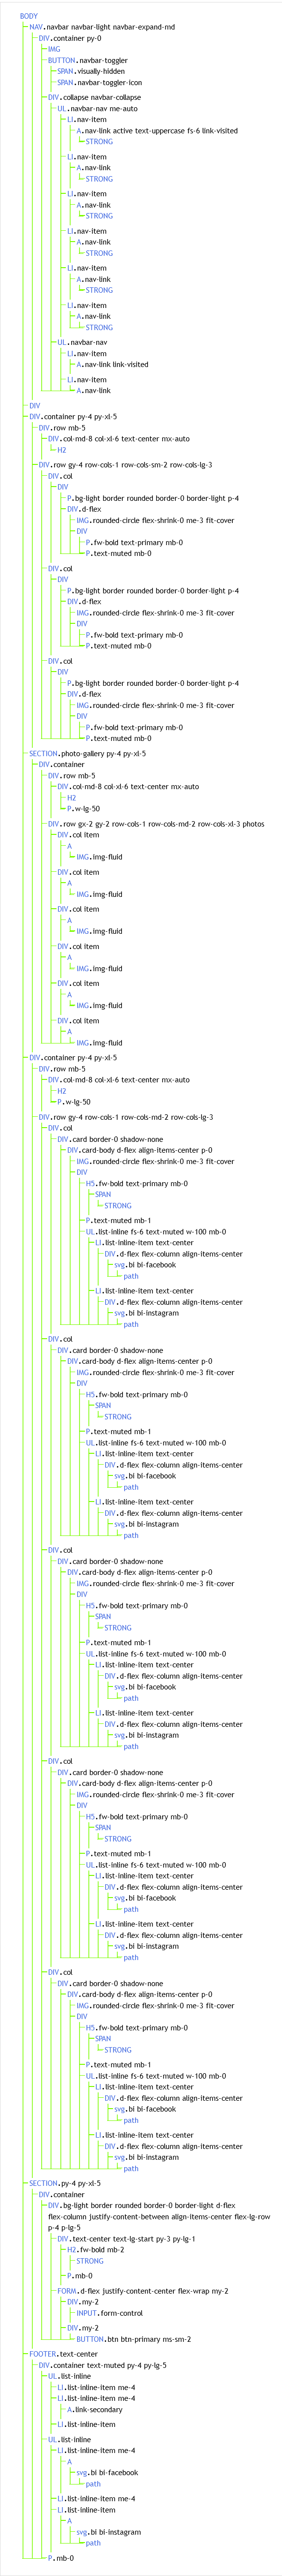 BODY
NAV.navbar navbar-light navbar-expand-md
DIV.container py-0
IMG
BUTTON.navbar-toggler
SPAN.visually-hidden
SPAN.navbar-toggler-icon
DIV.collapse navbar-collapse
UL.navbar-nav me-auto
LI.nav-item
A.nav-link active text-uppercase fs-6 link-visited
STRONG
LI.nav-item
A.nav-link
STRONG
LI.nav-item
A.nav-link
STRONG
LI.nav-item
A.nav-link
STRONG
LI.nav-item
A.nav-link
STRONG
LI.nav-item
A.nav-link
STRONG
UL.navbar-nav
LI.nav-item
A.nav-link link-visited
LI.nav-item
A.nav-link
DIV
DIV.container py-4 py-xl-5
DIV.row mb-5
DIV.col-md-8 col-xl-6 text-center mx-auto
H2
DIV.row gy-4 row-cols-1 row-cols-sm-2 row-cols-lg-3
DIV.col
DIV
P.bg-light border rounded border-0 border-light p-4
DIV.d-flex
IMG.rounded-circle flex-shrink-0 me-3 fit-cover
DIV
P.fw-bold text-primary mb-0
P.text-muted mb-0
DIV.col
DIV
P.bg-light border rounded border-0 border-light p-4
DIV.d-flex
IMG.rounded-circle flex-shrink-0 me-3 fit-cover
DIV
P.fw-bold text-primary mb-0
P.text-muted mb-0
DIV.col
DIV
P.bg-light border rounded border-0 border-light p-4
DIV.d-flex
IMG.rounded-circle flex-shrink-0 me-3 fit-cover
DIV
P.fw-bold text-primary mb-0
P.text-muted mb-0
SECTION.photo-gallery py-4 py-xl-5
DIV.container
DIV.row mb-5
DIV.col-md-8 col-xl-6 text-center mx-auto
H2
P.w-lg-50
DIV.row gx-2 gy-2 row-cols-1 row-cols-md-2 row-cols-xl-3 photos
DIV.col item
A
IMG.img-fluid
DIV.col item
A
IMG.img-fluid
DIV.col item
A
IMG.img-fluid
DIV.col item
A
IMG.img-fluid
DIV.col item
A
IMG.img-fluid
DIV.col item
A
IMG.img-fluid
DIV.container py-4 py-xl-5
DIV.row mb-5
DIV.col-md-8 col-xl-6 text-center mx-auto
H2
P.w-lg-50
DIV.row gy-4 row-cols-1 row-cols-md-2 row-cols-lg-3
DIV.col
DIV.card border-0 shadow-none
DIV.card-body d-flex align-items-center p-0
IMG.rounded-circle flex-shrink-0 me-3 fit-cover
DIV
H5.fw-bold text-primary mb-0
SPAN
STRONG
P.text-muted mb-1
UL.list-inline fs-6 text-muted w-100 mb-0
LI.list-inline-item text-center
DIV.d-flex flex-column align-items-center
svg.bi bi-facebook
path
LI.list-inline-item text-center
DIV.d-flex flex-column align-items-center
svg.bi bi-instagram
path
DIV.col
DIV.card border-0 shadow-none
DIV.card-body d-flex align-items-center p-0
IMG.rounded-circle flex-shrink-0 me-3 fit-cover
DIV
H5.fw-bold text-primary mb-0
SPAN
STRONG
P.text-muted mb-1
UL.list-inline fs-6 text-muted w-100 mb-0
LI.list-inline-item text-center
DIV.d-flex flex-column align-items-center
svg.bi bi-facebook
path
LI.list-inline-item text-center
DIV.d-flex flex-column align-items-center
svg.bi bi-instagram
path
DIV.col
DIV.card border-0 shadow-none
DIV.card-body d-flex align-items-center p-0
IMG.rounded-circle flex-shrink-0 me-3 fit-cover
DIV
H5.fw-bold text-primary mb-0
SPAN
STRONG
P.text-muted mb-1
UL.list-inline fs-6 text-muted w-100 mb-0
LI.list-inline-item text-center
DIV.d-flex flex-column align-items-center
svg.bi bi-facebook
path
LI.list-inline-item text-center
DIV.d-flex flex-column align-items-center
svg.bi bi-instagram
path
DIV.col
DIV.card border-0 shadow-none
DIV.card-body d-flex align-items-center p-0
IMG.rounded-circle flex-shrink-0 me-3 fit-cover
DIV
H5.fw-bold text-primary mb-0
SPAN
STRONG
P.text-muted mb-1
UL.list-inline fs-6 text-muted w-100 mb-0
LI.list-inline-item text-center
DIV.d-flex flex-column align-items-center
svg.bi bi-facebook
path
LI.list-inline-item text-center
DIV.d-flex flex-column align-items-center
svg.bi bi-instagram
path
DIV.col
DIV.card border-0 shadow-none
DIV.card-body d-flex align-items-center p-0
IMG.rounded-circle flex-shrink-0 me-3 fit-cover
DIV
H5.fw-bold text-primary mb-0
SPAN
STRONG
P.text-muted mb-1
UL.list-inline fs-6 text-muted w-100 mb-0
LI.list-inline-item text-center
DIV.d-flex flex-column align-items-center
svg.bi bi-facebook
path
LI.list-inline-item text-center
DIV.d-flex flex-column align-items-center
svg.bi bi-instagram
path
SECTION.py-4 py-xl-5
DIV.container
DIV.bg-light border rounded border-0 border-light d-flex
flex-column justify-content-between align-items-center flex-lg-row
p-4 p-lg-5
DIV.text-center text-lg-start py-3 py-lg-1
H2.fw-bold mb-2
STRONG
P.mb-0
FORM.d-flex justify-content-center flex-wrap my-2
DIV.my-2
INPUT.form-control
DIV.my-2
BUTTON.btn btn-primary ms-sm-2
FOOTER.text-center
DIV.container text-muted py-4 py-lg-5
UL.list-inline
LI.list-inline-item me-4
LI.list-inline-item me-4
A.link-secondary
LI.list-inline-item
UL.list-inline
LI.list-inline-item me-4
A
svg.bi bi-facebook
path
LI.list-inline-item me-4
LI.list-inline-item
A
svg.bi bi-instagram
path
P.mb-0